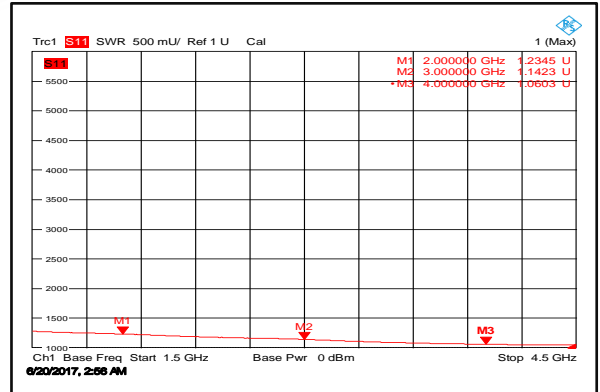 Trc1 S11 SWR 500 mU/ Ref 1 U Cal 1 (Max)
S11
M1 2.000000 GHz 1.2345 U
M2 3.000000 GHz 1.1423 U
•M3 4.000000 GHz 1.0603 U
5500
5000
4500
4000
3500
3000
2500
2000
1500
M1
M2
M3
1000
Ch1 Base Freq Start 1.5 GHz Base Pwr 0 dBm Stop 4.5 GHz
6/20/2017, 2:56 AM